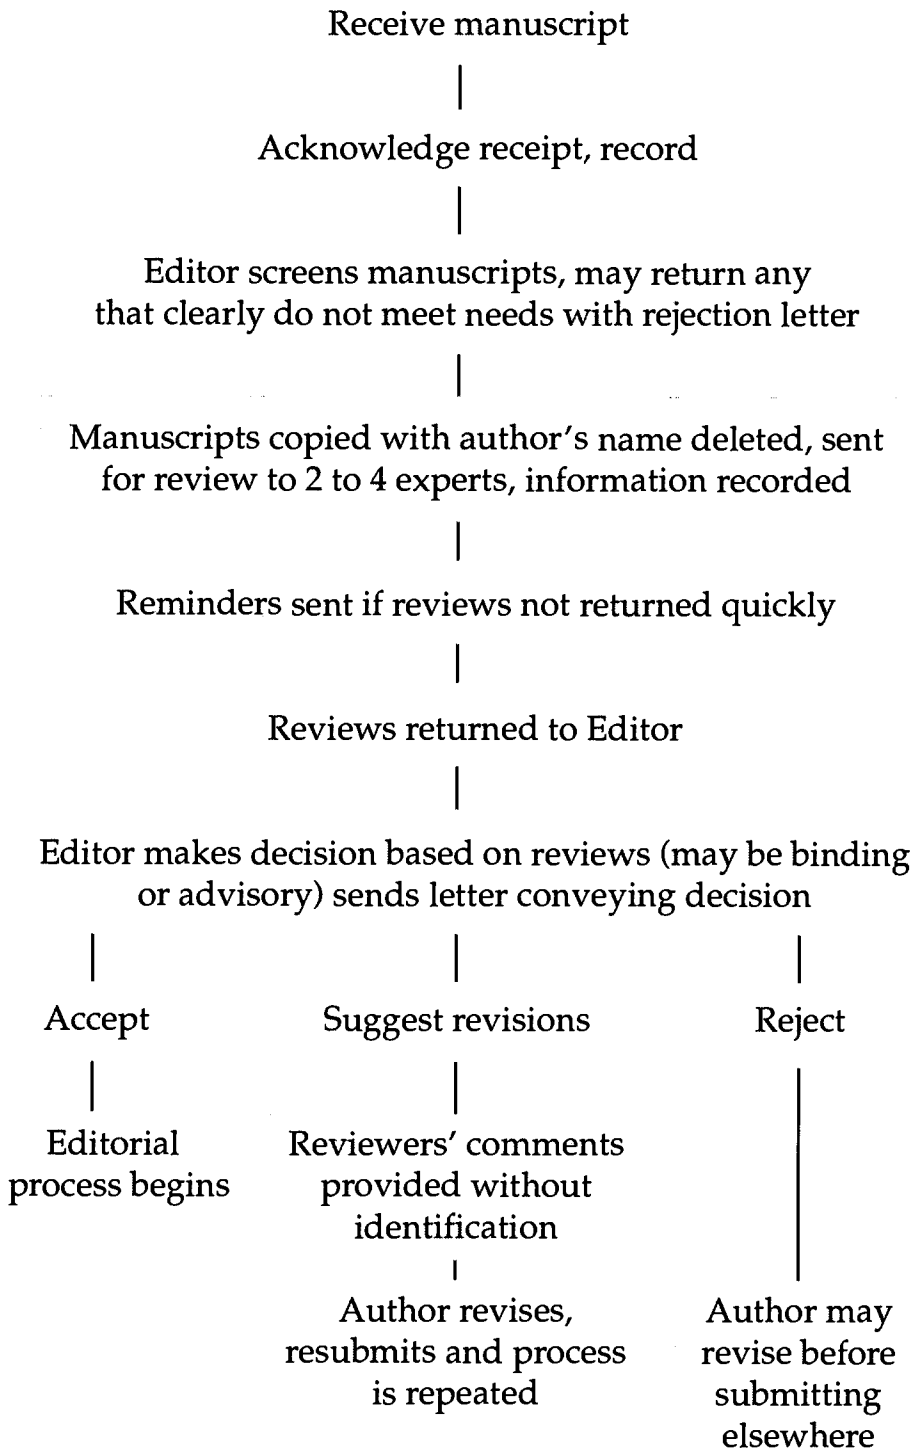 Receive manuscript
Acknowledge receipt, record
Editor screens manuscripts, may return any
that clearly do not meet needs with rejection letter
Manuscripts copied with author's name deleted, sent
for review to 2 to 4 experts, information recorded
Reminders sent if reviews not returned quickly
Reviews returned to Editor
Editor makes decision based on reviews (may be binding
or advisory) sends letter conveying decision
Accept
Editorial
process begins
Suggest revisions
Reviewers' comments
provided without
identification
Author revises,
resubmits and process
is repeated
Reject
Author may
revise before
submitting
elsewhere